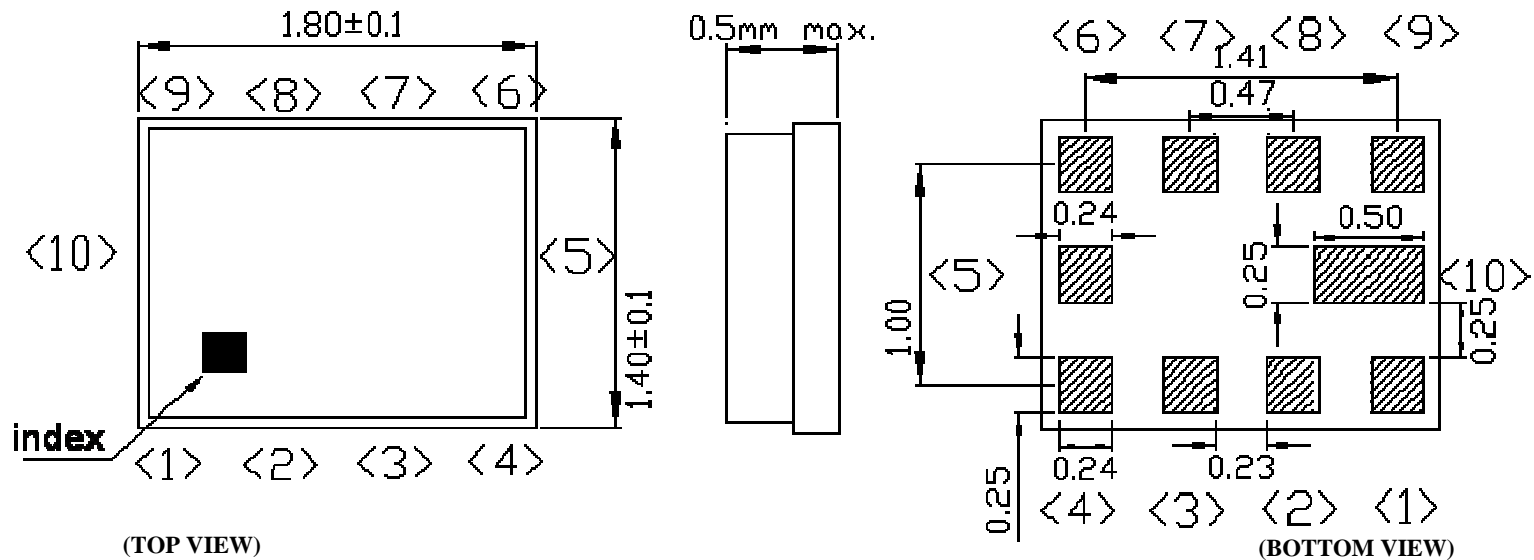 1.80±0.1
0.5mm max.
<6> <7> <8> <9>
1.41
0.47
<9> <8> <7> <6>
0.24
0.50
<10>
<5>
1.40±0.1
<5>
1.00
0.25
<10>
0.25
index
<1> <2> <3> <4>
0.25
0.24
0.23
<4> <3> <2> <1>
(TOP VIEW)
(BOTTOM VIEW)